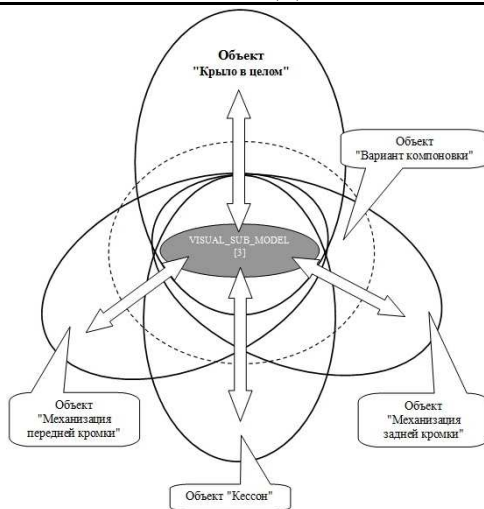 Объект
"Крыло в целом"
Объект
"Вариант компоновки"
VISUAL_SUB_MODEL
[3]
Объект
"Механизация
передней кромки"
Объект
"Механизация
задней кромки"
Объект "Кессон"